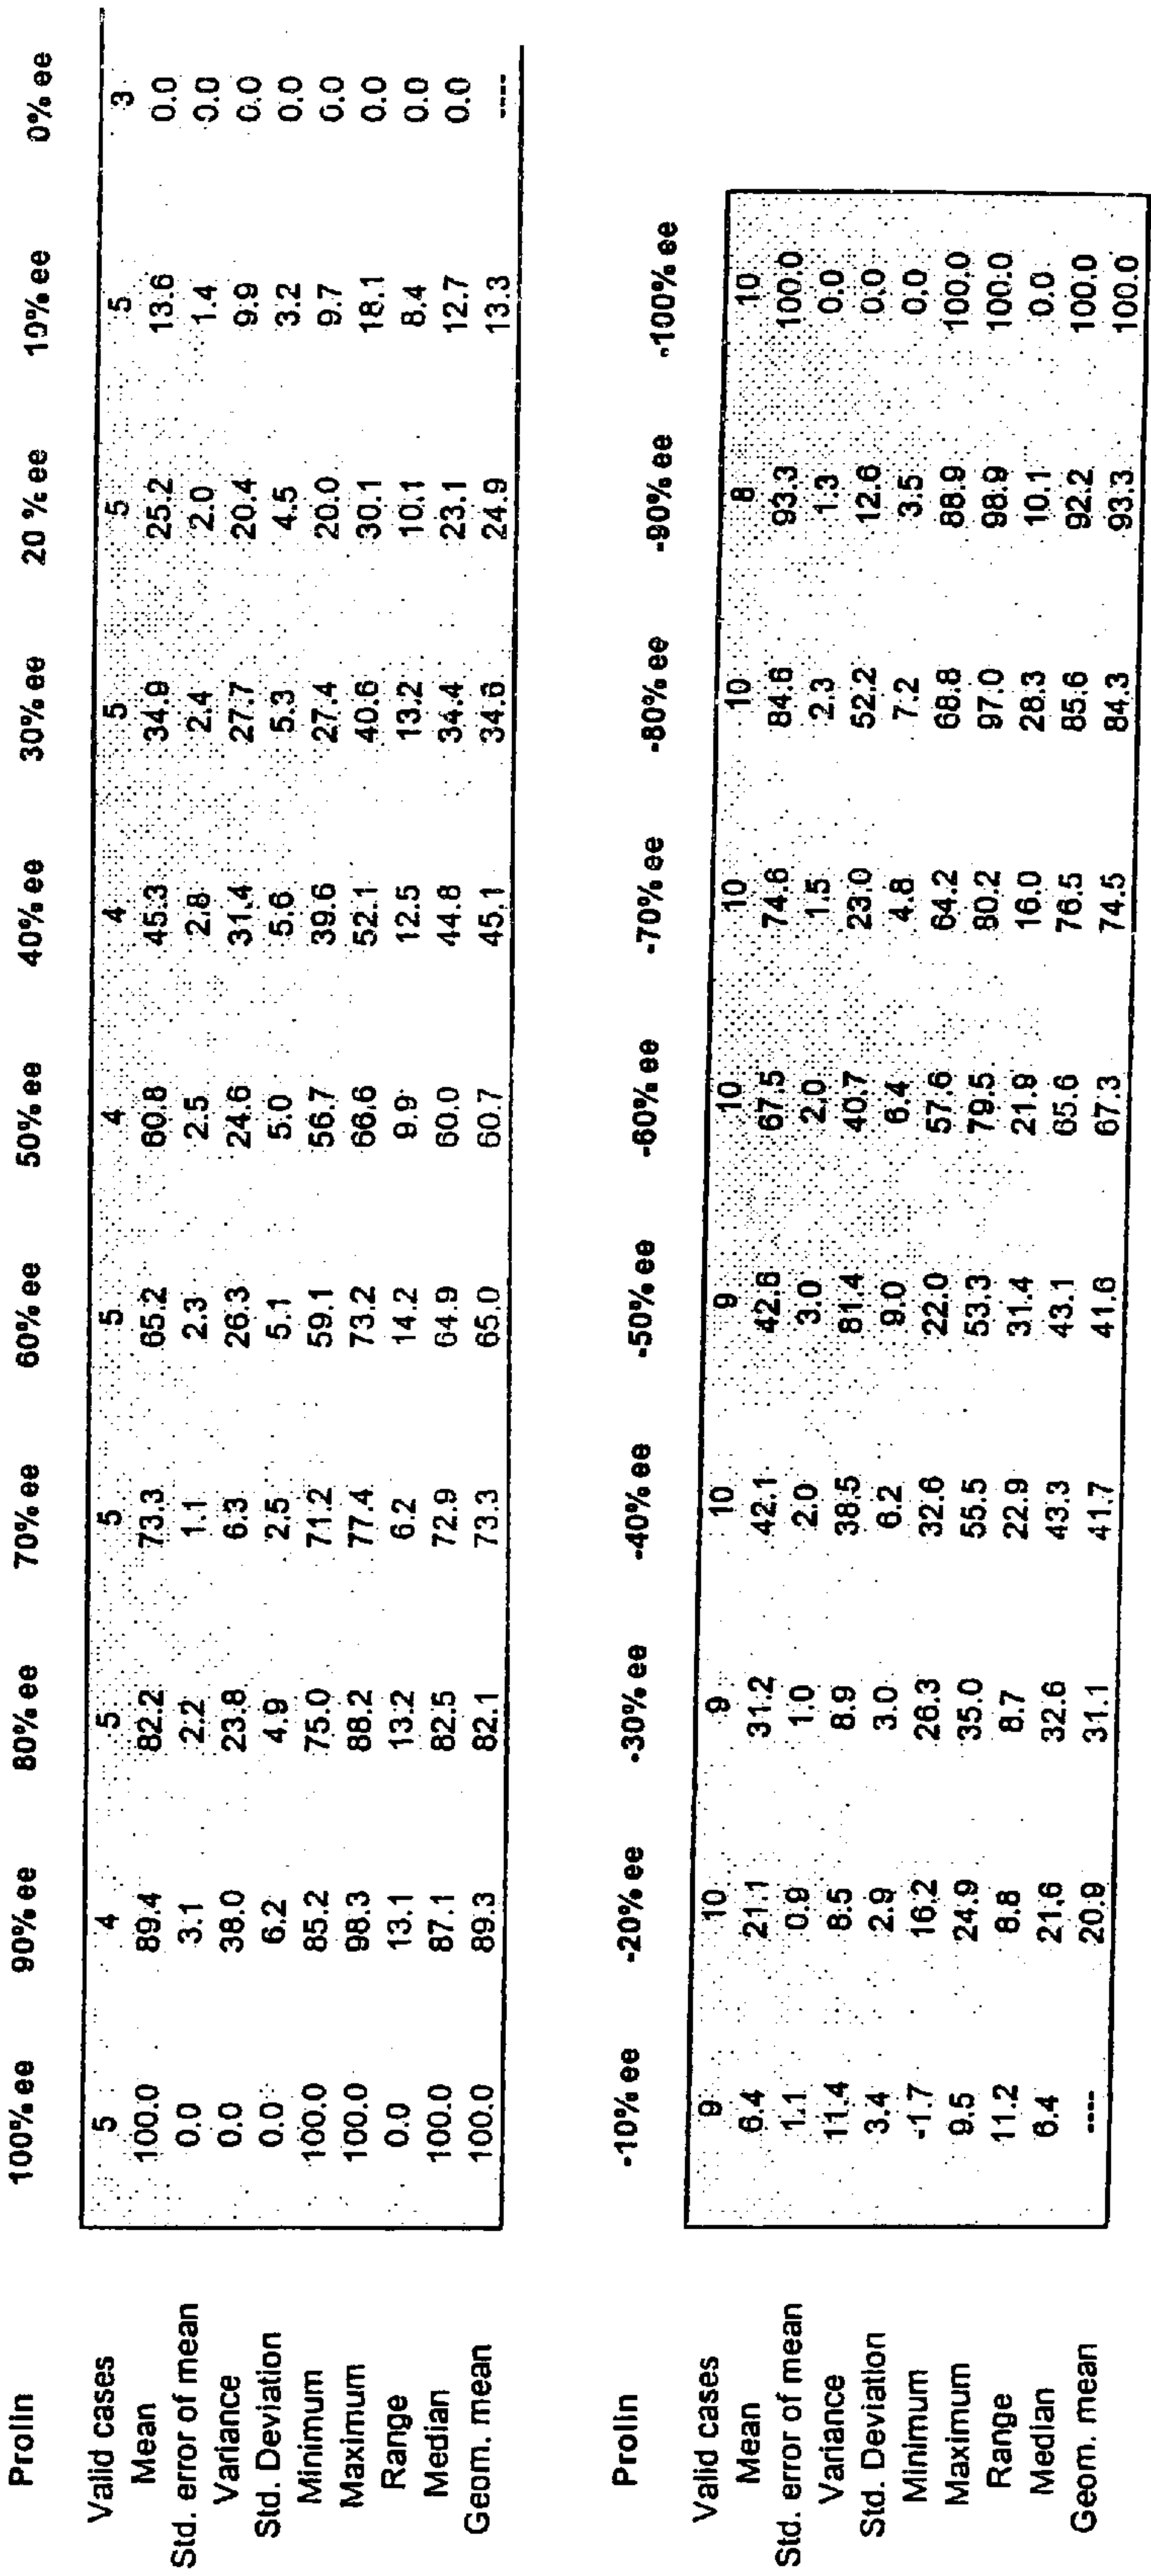 Prolin 100% ee 90% ee 80% ee 70% ee 60% ee 50% ee 40% ee 30% ee 20 % ee 10% ee 0% ee
Valid cases 5 4 5 5 5 4 4 5 5 5 3
Mean 100.0 89.4 82.2 73.3 65.2 60.8 45.3 34.9 25.2 13.6 0.0
Std. error of mean 0.0 3.1 2.2 1.1 2.3 2.5 2.8 2.4 2.0 1.4 0.0
Variance 0.0 38.0 23.8 6.3 26.3 24.6 31.4 27.7 20.4 9.9 0.0
Std. Deviation 0.0 6.2 4.9 2.5 5.1 5.0 5.6 5.3 4.5 3.2 0.0
Minimum 100.0 85.2 75.0 71.2 59.1 56.7 39.6 27.4 20.0 9.7 0.0
Maximum 100.0 98.3 88.2 77.4 73.2 66.6 52.1 40.6 30.1 18.1 0.0
Range 0.0 13.1 13.2 6.2 14.2 9.9 12.5 13.2 10.1 8.4 0.0
Median 100.0 87.1 82.5 72.9 64.9 60.0 44.8 34.4 23.1 12.7 0.0
Geom. mean 100.0 89.3 82.1 73.3 65.0 60.7 45.1 34.6 24.9 13.3 ----
Prolin -10% ee -20% ee -30% ee -40% ee -50% ee -60% ee -70% ee -80% ee -90% ee -100% ee
Valid cases 9 10 9 10 9 10 10 10 8 10
Mean 6.4 21.1 31.2 42.1 42.6 67.5 74.6 84.6 93.3 100.0
Std. error of mean 1.1 0.9 1.0 2.0 3.0 2.0 1.5 2.3 1.3 0.0
Variance 11.4 8.5 8.9 38.5 81.4 40.7 23.0 52.2 12.6 0.0
Std. Deviation 3.4 2.9 3.0 6.2 9.0 6.4 4.8 7.2 3.5 0.0
Minimum -1.7 16.2 26.3 32.6 22.0 57.6 64.2 68.8 88.9 100.0
Maximum 9.5 24.9 35.0 55.5 53.3 79.5 80.2 97.0 98.9 100.0
Range 11.2 8.8 8.7 22.9 31.4 21.9 16.0 28.3 10.1 0.0
Median 6.4 21.6 32.6 43.3 43.1 65.6 76.5 85.6 92.2 100.0
Geom. mean ---- 20.9 31.1 41.7 41.6 67.3 74.5 84.3 93.3 100.0